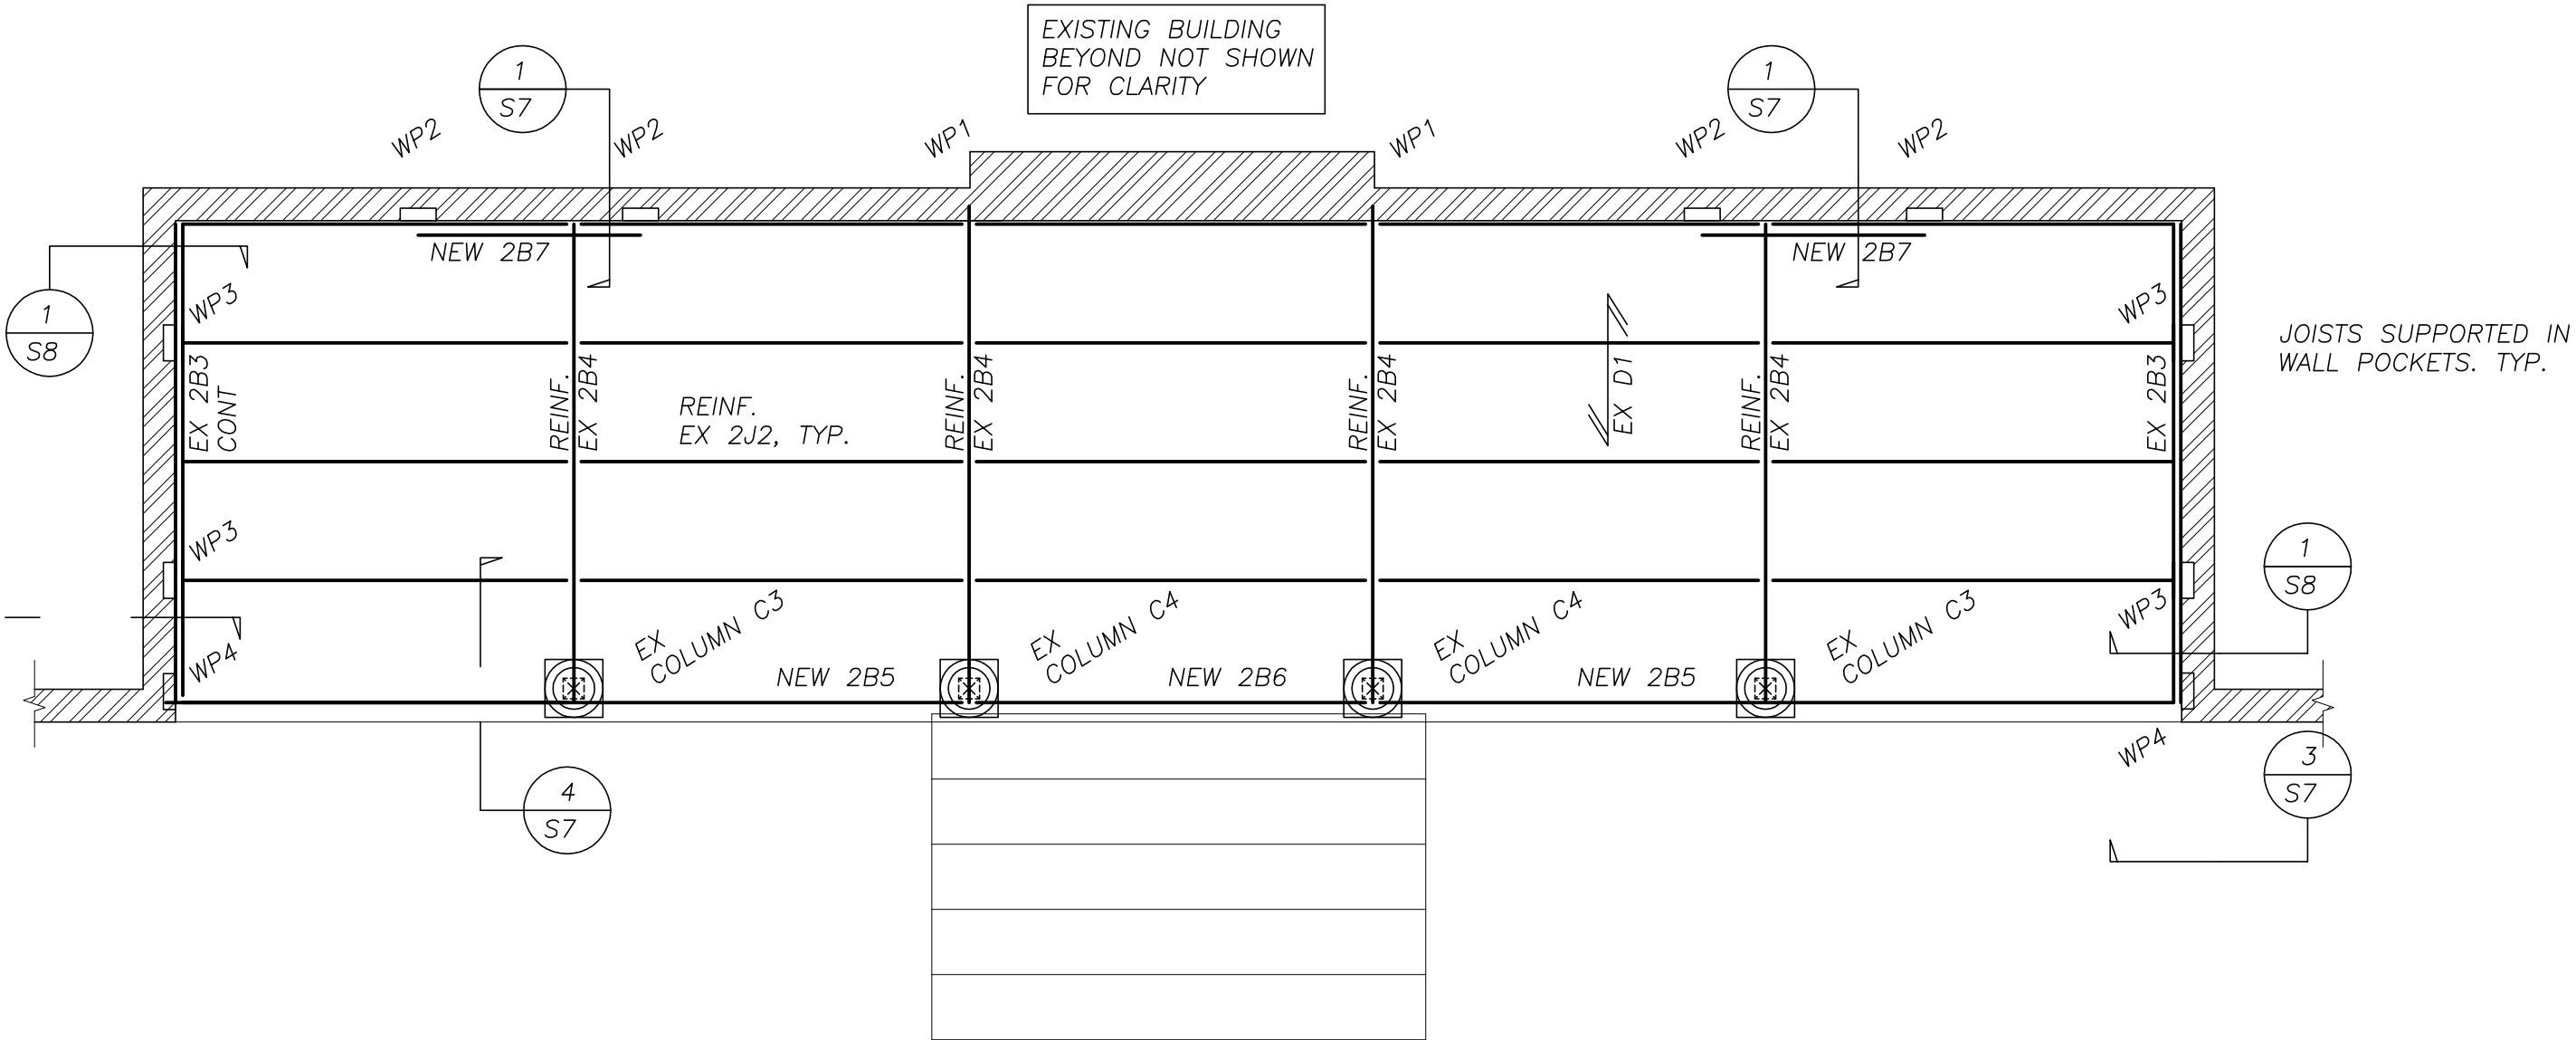 EXISTING BUILDING
BEYOND NOT SHOWN
FOR CLARITY
1
S7
1
S7
WP2
WP2
WP1
WP1
WP2
WP2
NEW 2B7
NEW 2B7
1
S8
WP3
WP3
JOISTS SUPPORTED IN
WALL POCKETS. TYP.
EX 2B3
CONT
REINF.
EX 2B4
REINF.
EX 2J2, TYP.
REINF.
EX 2B4
REINF.
EX 2B4
EX D1
REINF.
EX 2B4
EX 2B3
WP3
WP3
1
S8
EX
COLUMN C3
EX
COLUMN C4
EX
COLUMN C4
EX
COLUMN C3
WP4
NEW 2B5
NEW 2B6
NEW 2B5
WP4
3
S7
4
S7